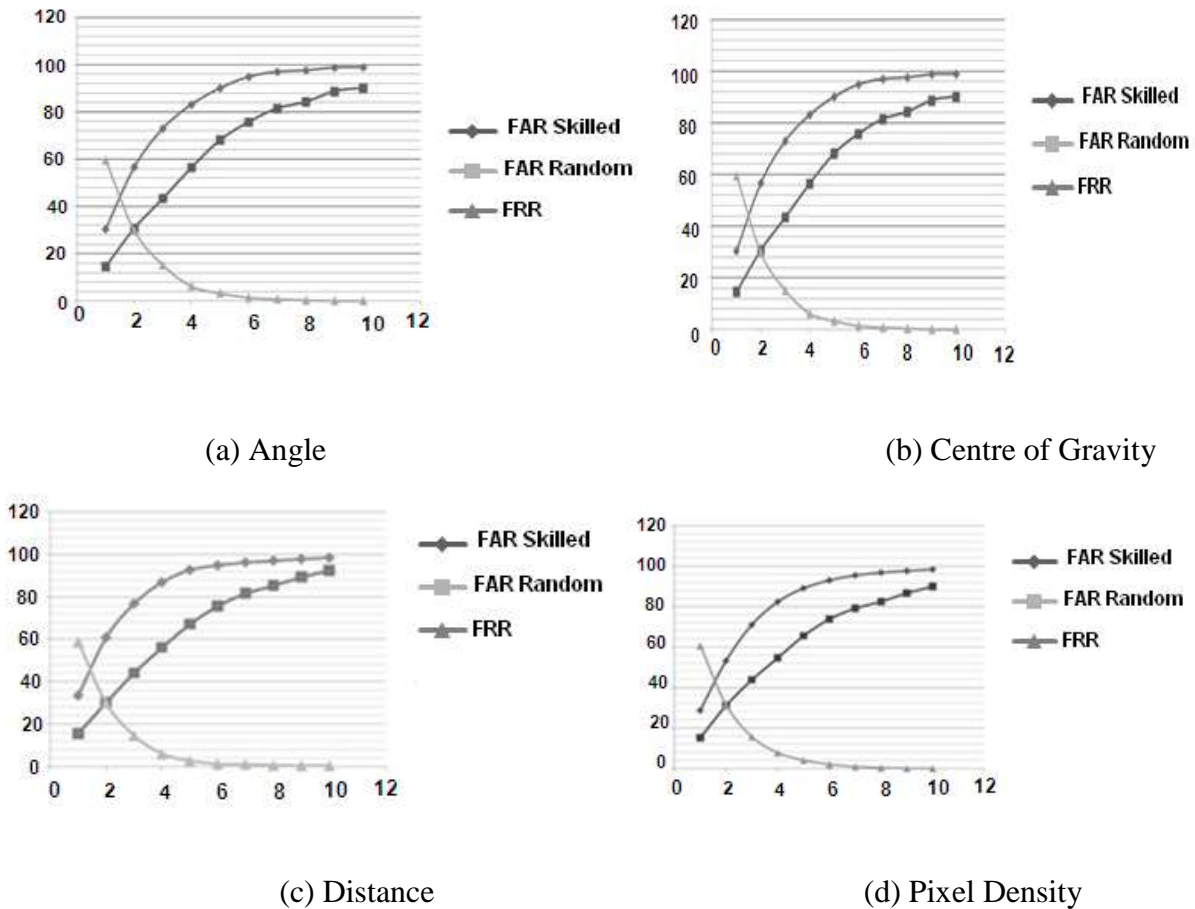 120
100
80
60
40
20
0
0 2 4 6 8 10 12
FAR Skilled
FAR Random
FRR
120
100
80
60
40
20
0
0 2 4 6 8 10 12
FAR Skilled
FAR Random
FRR
(a) Angle
(b) Centre of Gravity
120
100
80
60
40
20
0
0 2 4 6 8 10 12
FAR Skilled
FAR Random
FRR
120
100
80
60
40
20
0
0 2 4 6 8 10 12
FAR Skilled
FAR Random
FRR
(c) Distance
(d) Pixel Density